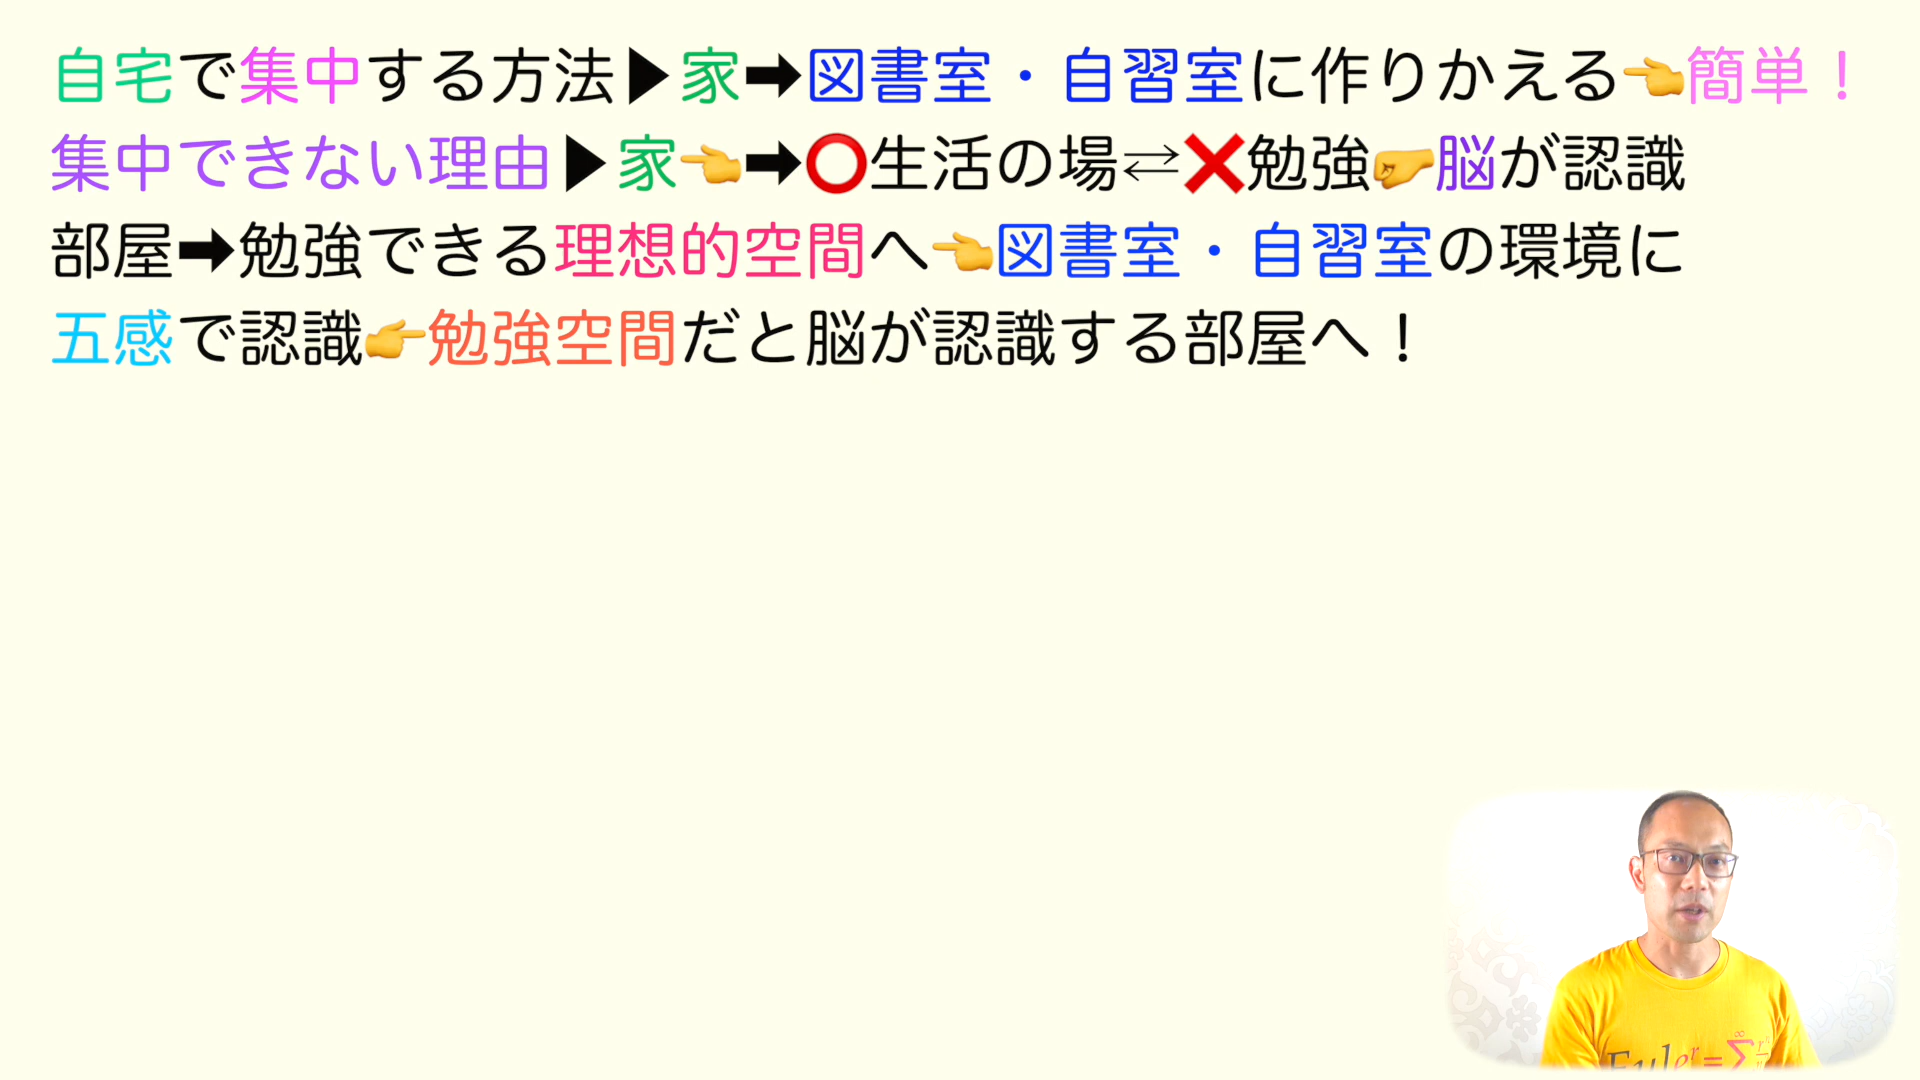 自宅で集中する方法▶家➡図書室・自習室に作りかえる👈簡単！
集中できない理由▶家👈➡⭕生活の場⇄❌勉強🤛脳が認識
部屋➡勉強できる理想的空間へ👈図書室・自習室の環境に
五感で認識👉勉強空間だと脳が認識する部屋へ！
Euler=∑